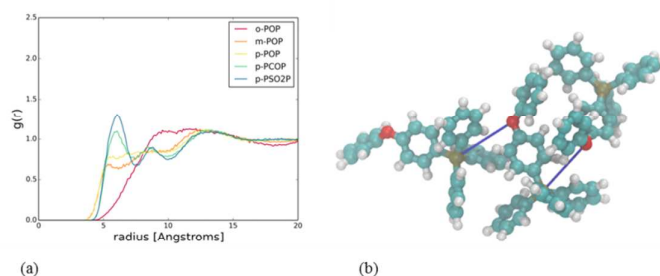 2.5
2.0
1.5
1.0
0.5
0.0
g(r)
o-POP
m-POP
p-POP
p-PCOP
p-PSO2P
0 5 10 15 20
radius [Angstroms]
(a) (b)